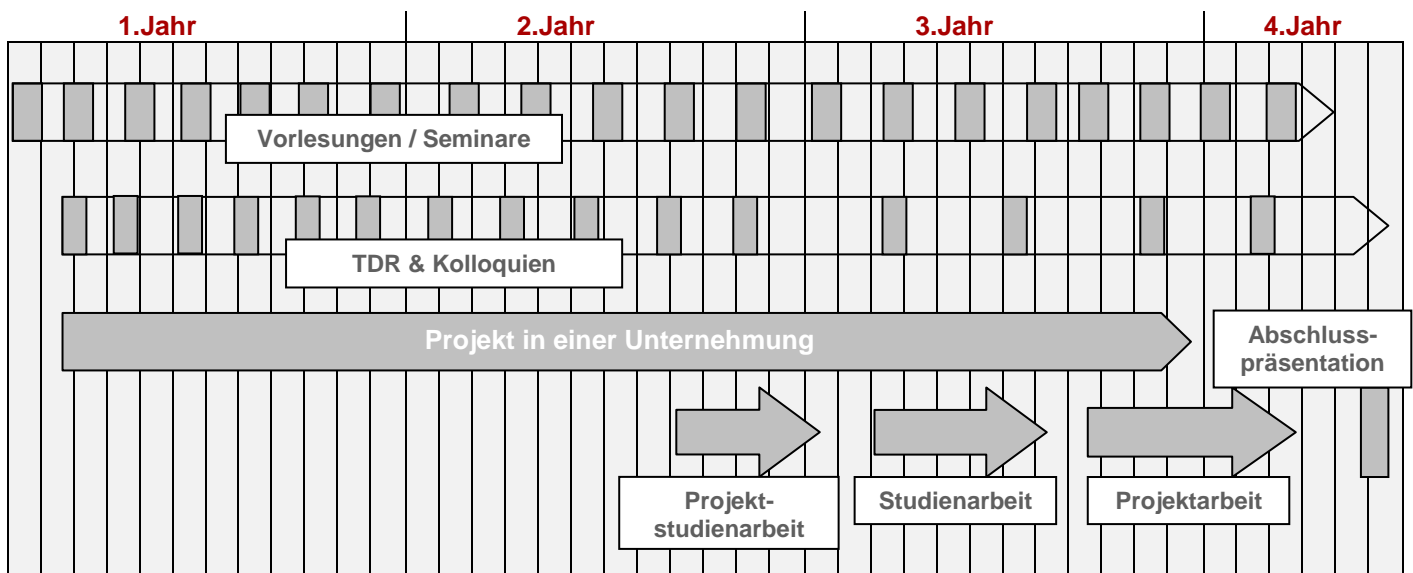 1.Jahr
2.Jahr
3.Jahr
4.Jahr
Vorlesungen / Seminare
TDR & Kolloquien
Projekt in einer Unternehmung
Abschluss-
präsentation
Projekt-
studienarbeit
Studienarbeit
Projektarbeit